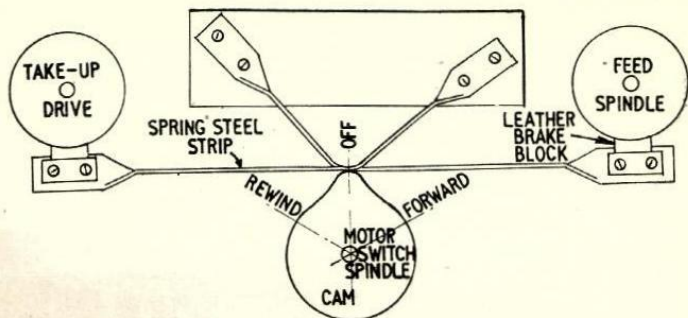 TAKE-UP
DRIVE
FEED
SPINDLE
SPRING STEEL
STRIP
OFF
LEATHER
BRAKE
BLOCK
REWIND
FORWARD
MOTOR
SWITCH
SPINDLE
CAM